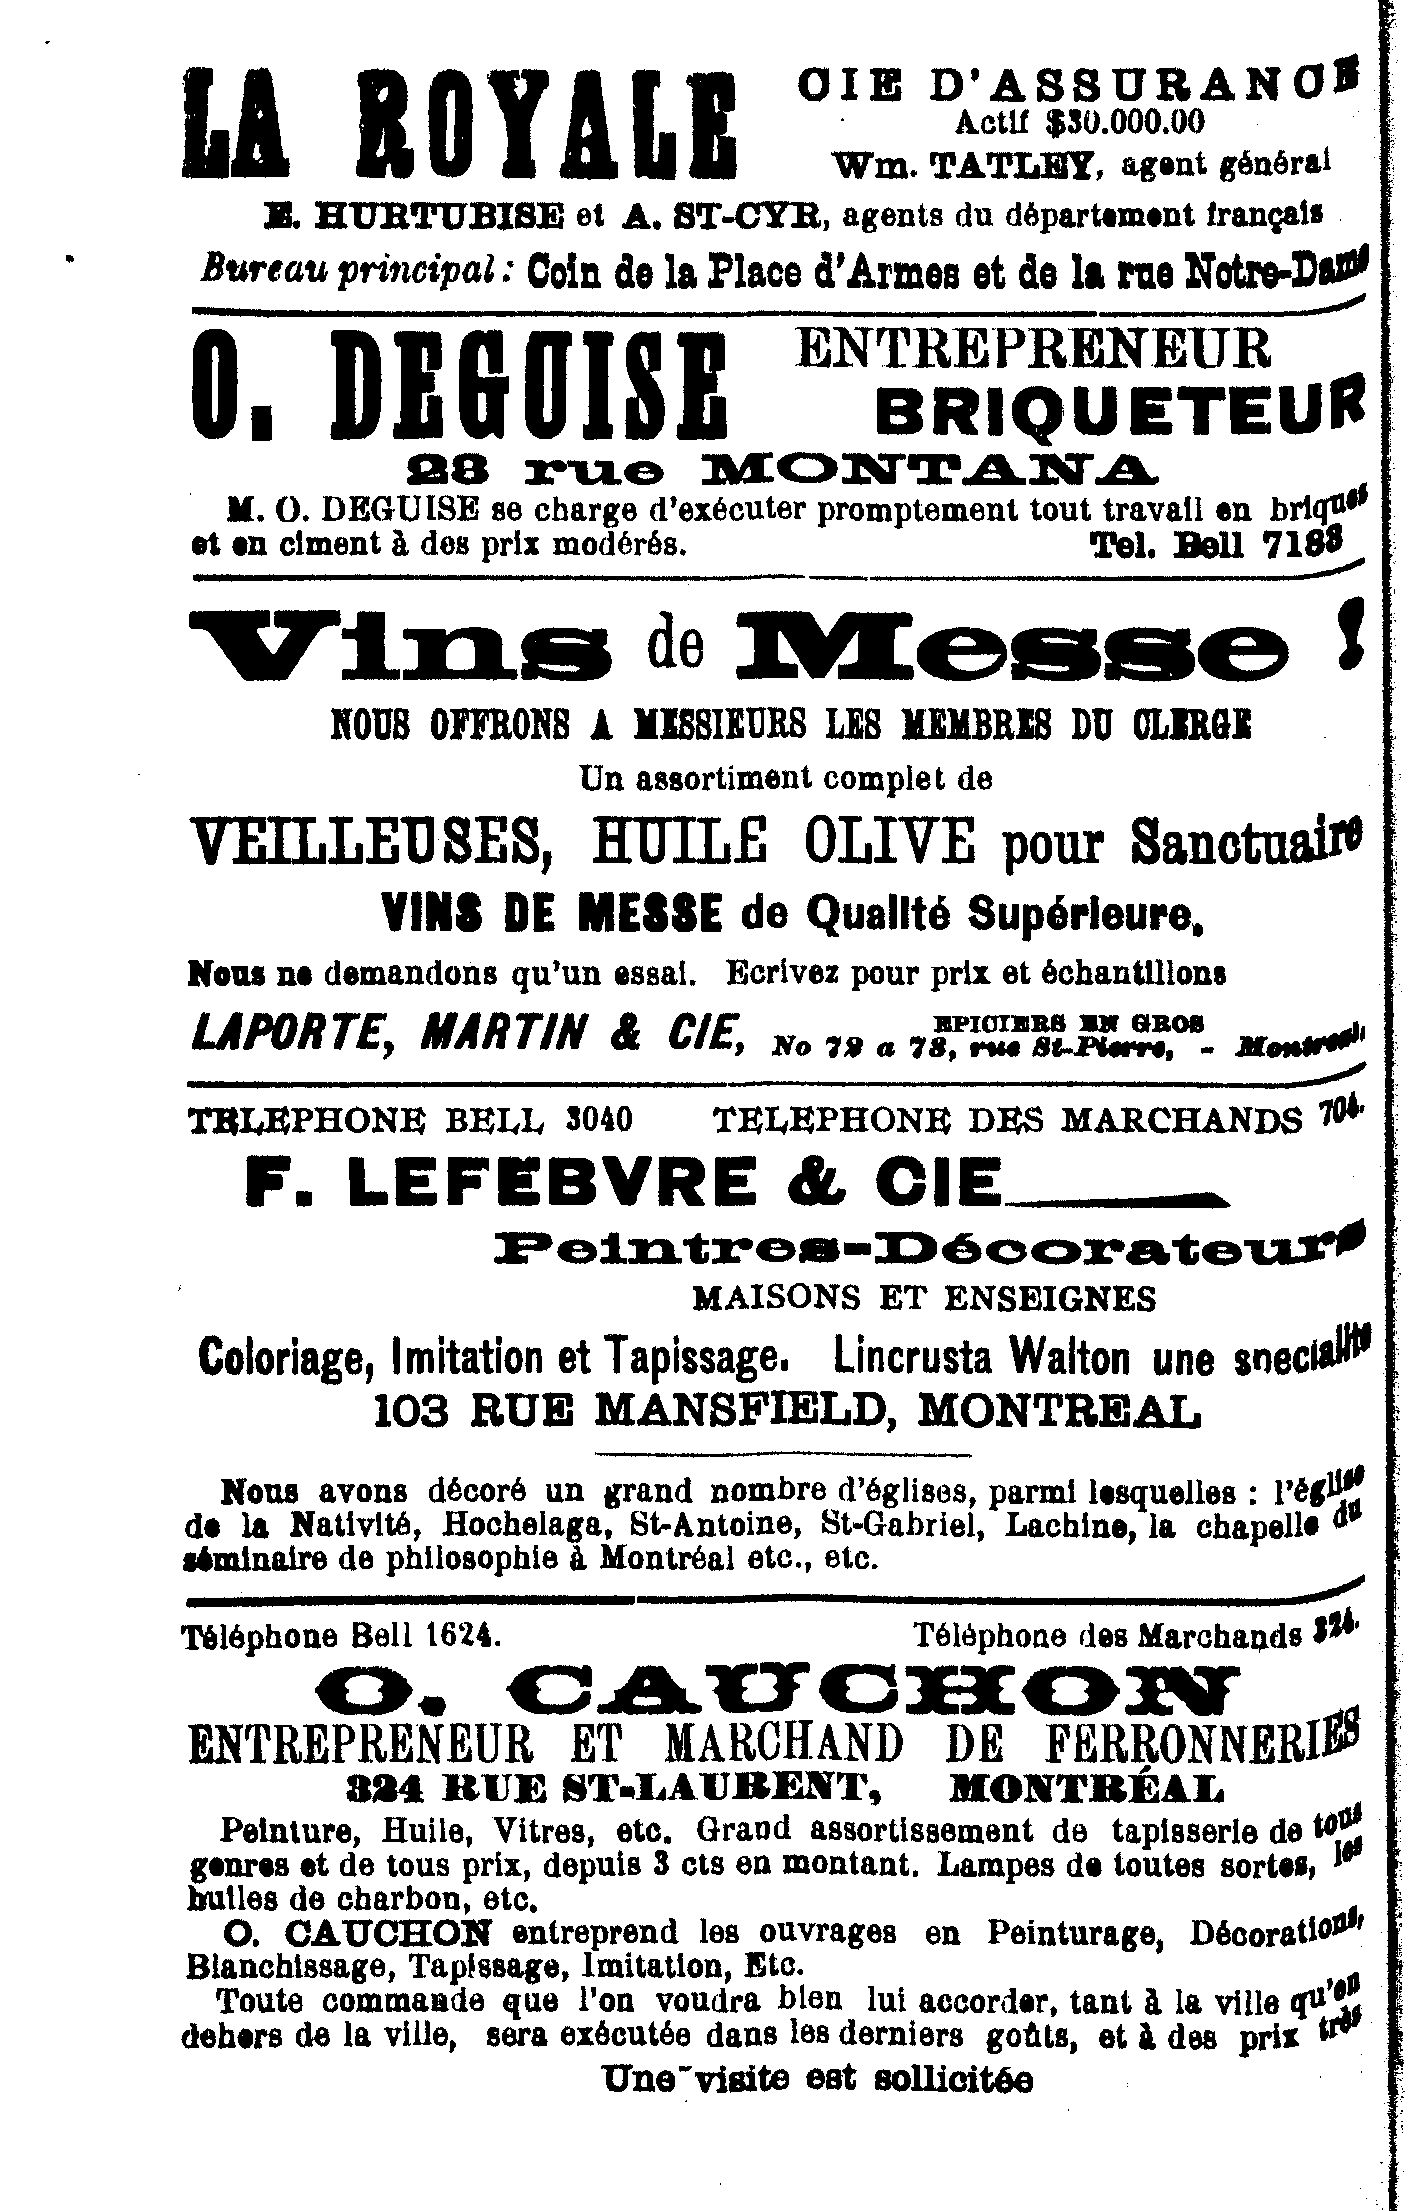 LA ROYALE CIE D'ASSURANCE
Actif $30.000.00
Wm. TATLEY, agent général
E. HURTUBISE et A. ST-CYR, agents du département français
Bureau principal : Coin de la Place d'Armes et de la rue Notre-Dame
O. DEGUISE ENTREPRENEUR
BRIQUETEUR
28 rue MONTANA
M. O. DEGUISE se charge d'exécuter promptement tout travail en briques
et en ciment à des prix modérés. Tel. Bell 7188
Vins de Messe !
NOUS OFFRONS A MESSIEURS LES MEMBRES DU CLERGE
Un assortiment complet de
VEILLEUSES, HUILE OLIVE pour Sanctuaire
VINS DE MESSE de Qualité Supérieure.
Nous ne demandons qu'un essai. Ecrivez pour prix et échantillons
LAPORTE, MARTIN & CIE, EPICIERS EN GROS
No 72 a 78, rue St-Pierre, - Montreal.
TELEPHONE BELL 3040 TELEPHONE DES MARCHANDS 704.
F. LEFEBVRE & CIE
Peintres-Décorateurs
MAISONS ET ENSEIGNES
Coloriage, Imitation et Tapissage. Lincrusta Walton une specialite
103 RUE MANSFIELD, MONTREAL
Nous avons décoré un grand nombre d'églises, parmi lesquelles : l'église
de la Nativité, Hochelaga, St-Antoine, St-Gabriel, Lachine, la chapelle du
séminaire de philosophie à Montréal etc., etc.
Téléphone Bell 1624. Téléphone des Marchands 324.
O. CAUCHON
ENTREPRENEUR ET MARCHAND DE FERRONNERIES
324 RUE ST-LAURENT, MONTRÉAL
Peinture, Huile, Vitres, etc. Grand assortissement de tapisserie de tous
genres et de tous prix, depuis 3 cts en montant. Lampes de toutes sortes, les
huiles de charbon, etc.
O. CAUCHON entreprend les ouvrages en Peinturage, Décorations,
Blanchissage, Tapissage, Imitation, Etc.
Toute commande que l'on voudra bien lui accorder, tant à la ville qu'en
dehors de la ville, sera exécutée dans les derniers goûts, et à des prix très
Une visite est sollicitée